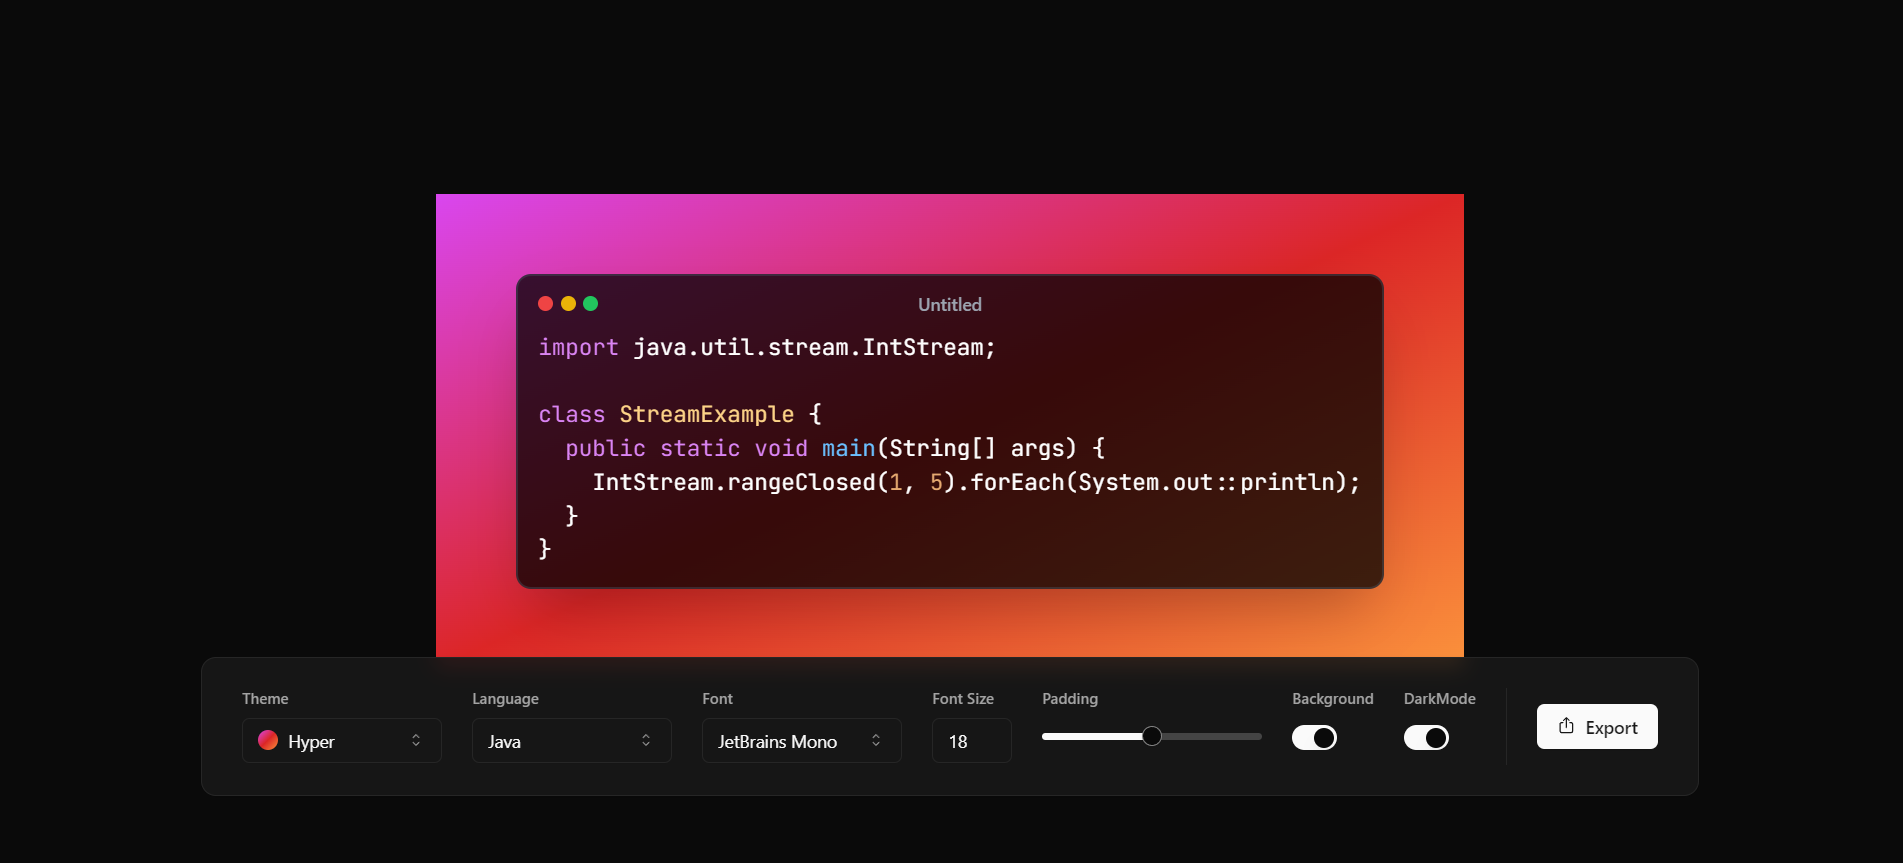 Untitled
import java.util.stream.IntStream;
class StreamExample {
public static void main(String[] args) {
IntStream.rangeClosed(1, 5).forEach(System.out::println);
}
}
Theme
Language
Font
Font Size
Padding
Background
DarkMode
Hyper
Java
JetBrains Mono
18
Export